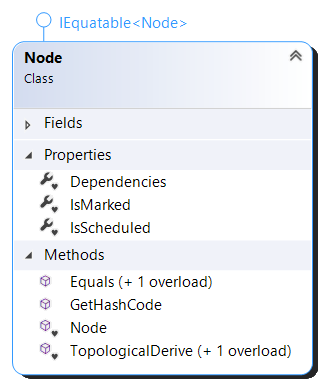 IEquatable<Node>
Node
Class
Fields
Properties
Dependencies
IsMarked
IsScheduled
Methods
Equals (+ 1 overload)
GetHashCode
Node
TopologicalDerive (+ 1 overload)